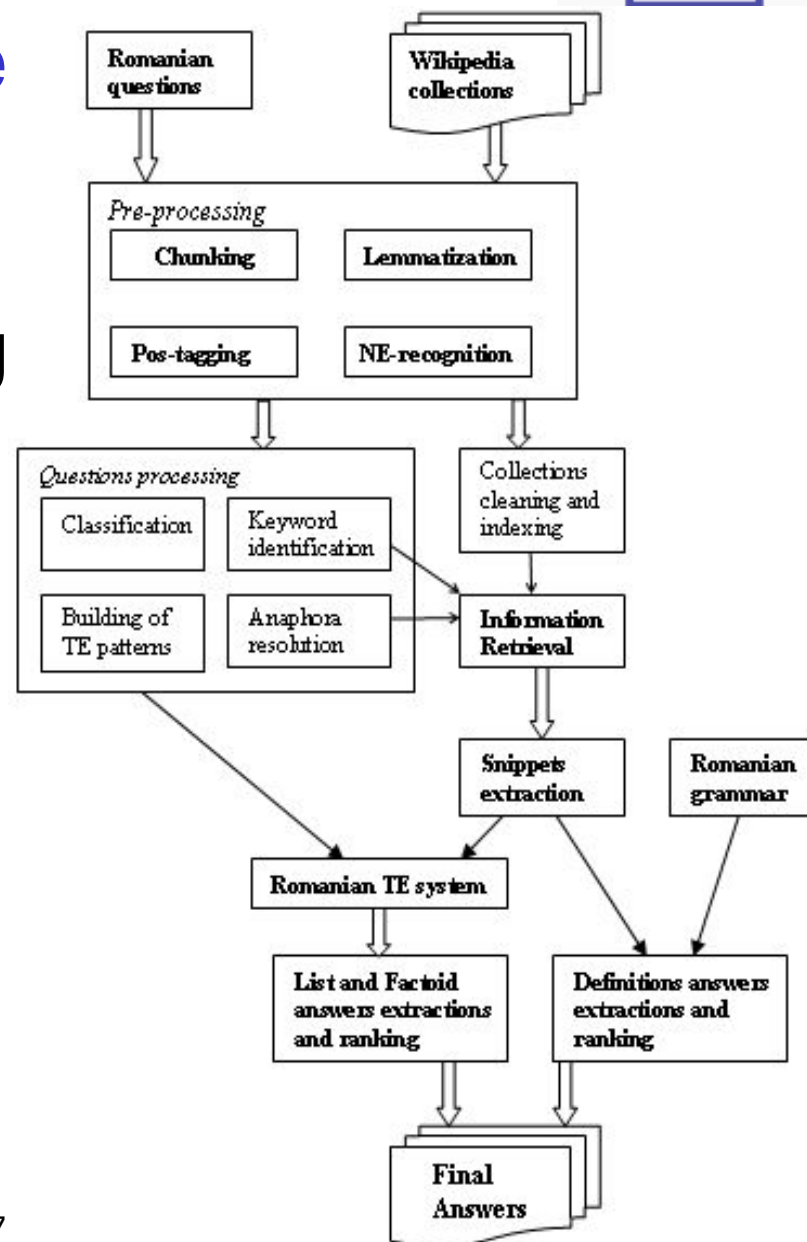 e
Romanian
questions
Wikipedia
collections
Pre-processing
Chunking
Lemmatization
g
Pos-tagging
NE-recognition
Questions processing
Classification
Keyword
identification
Building of
TE patterns
Anaphora
resolution
Collections
cleaning and
indexing
Information
Retrieval
Snippets
extraction
Romanian
grammar
Romanian TE system
List and Factoid
answers extractions
and ranking
Definitions answers
extractions and
ranking
Final
Answers
7